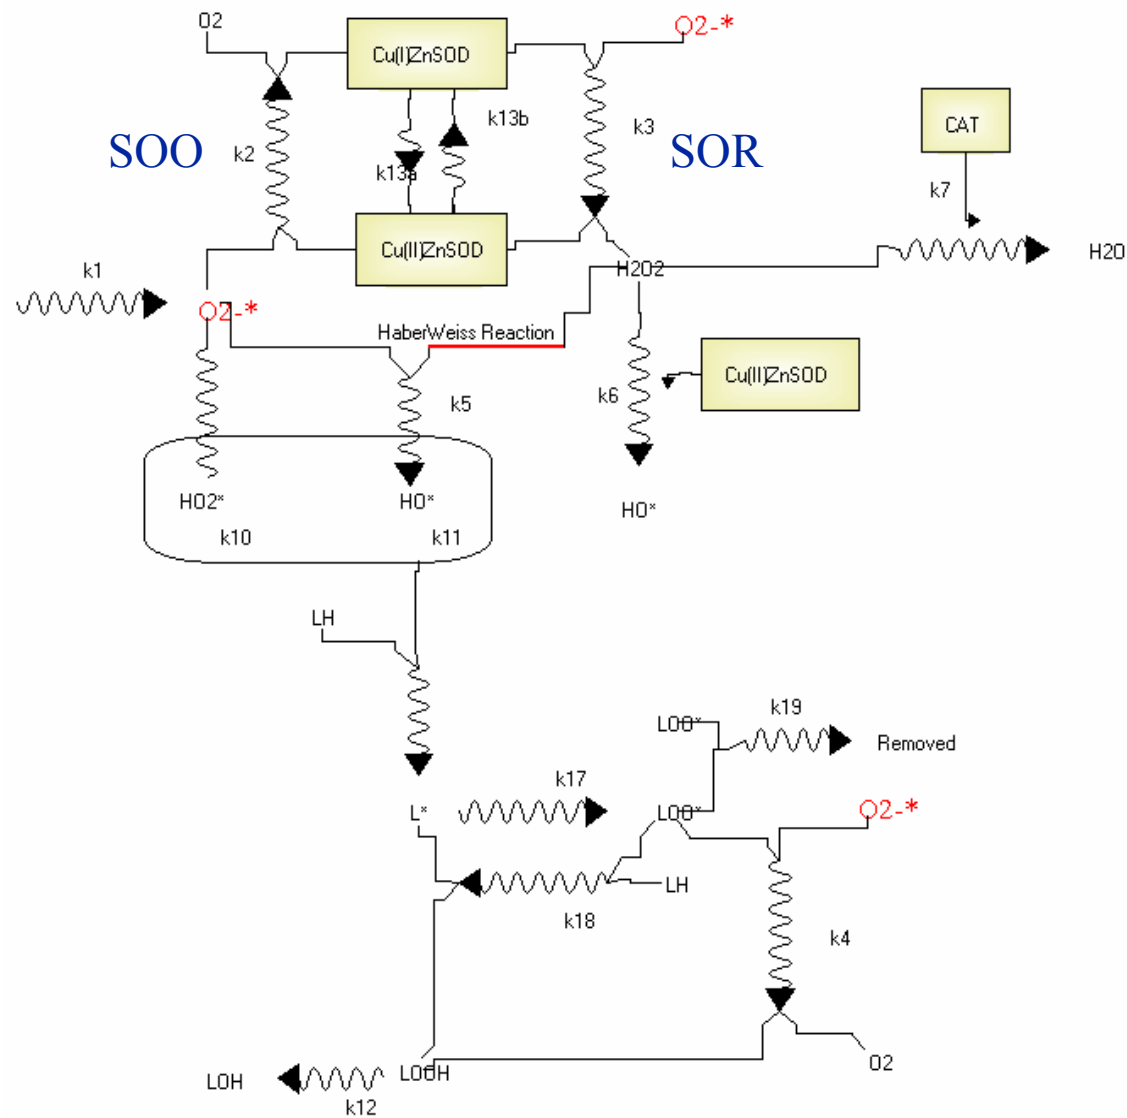 O2
Cu(I)ZnSOD
O2-*
k13b
CAT
SOO
k2
k3
SOR
k13a
k7
Cu(II)ZnSOD
H2O
k1
H2O2
O2-*
HaberWeiss Reaction
Cu(II)ZnSOD
k5
k6
HO2*
HO*
HO*
k10
k11
LH
k19
LOO*
Removed
k17
L*
LOO*
O2-*
LH
k18
k4
O2
LOH
LOOH
k12